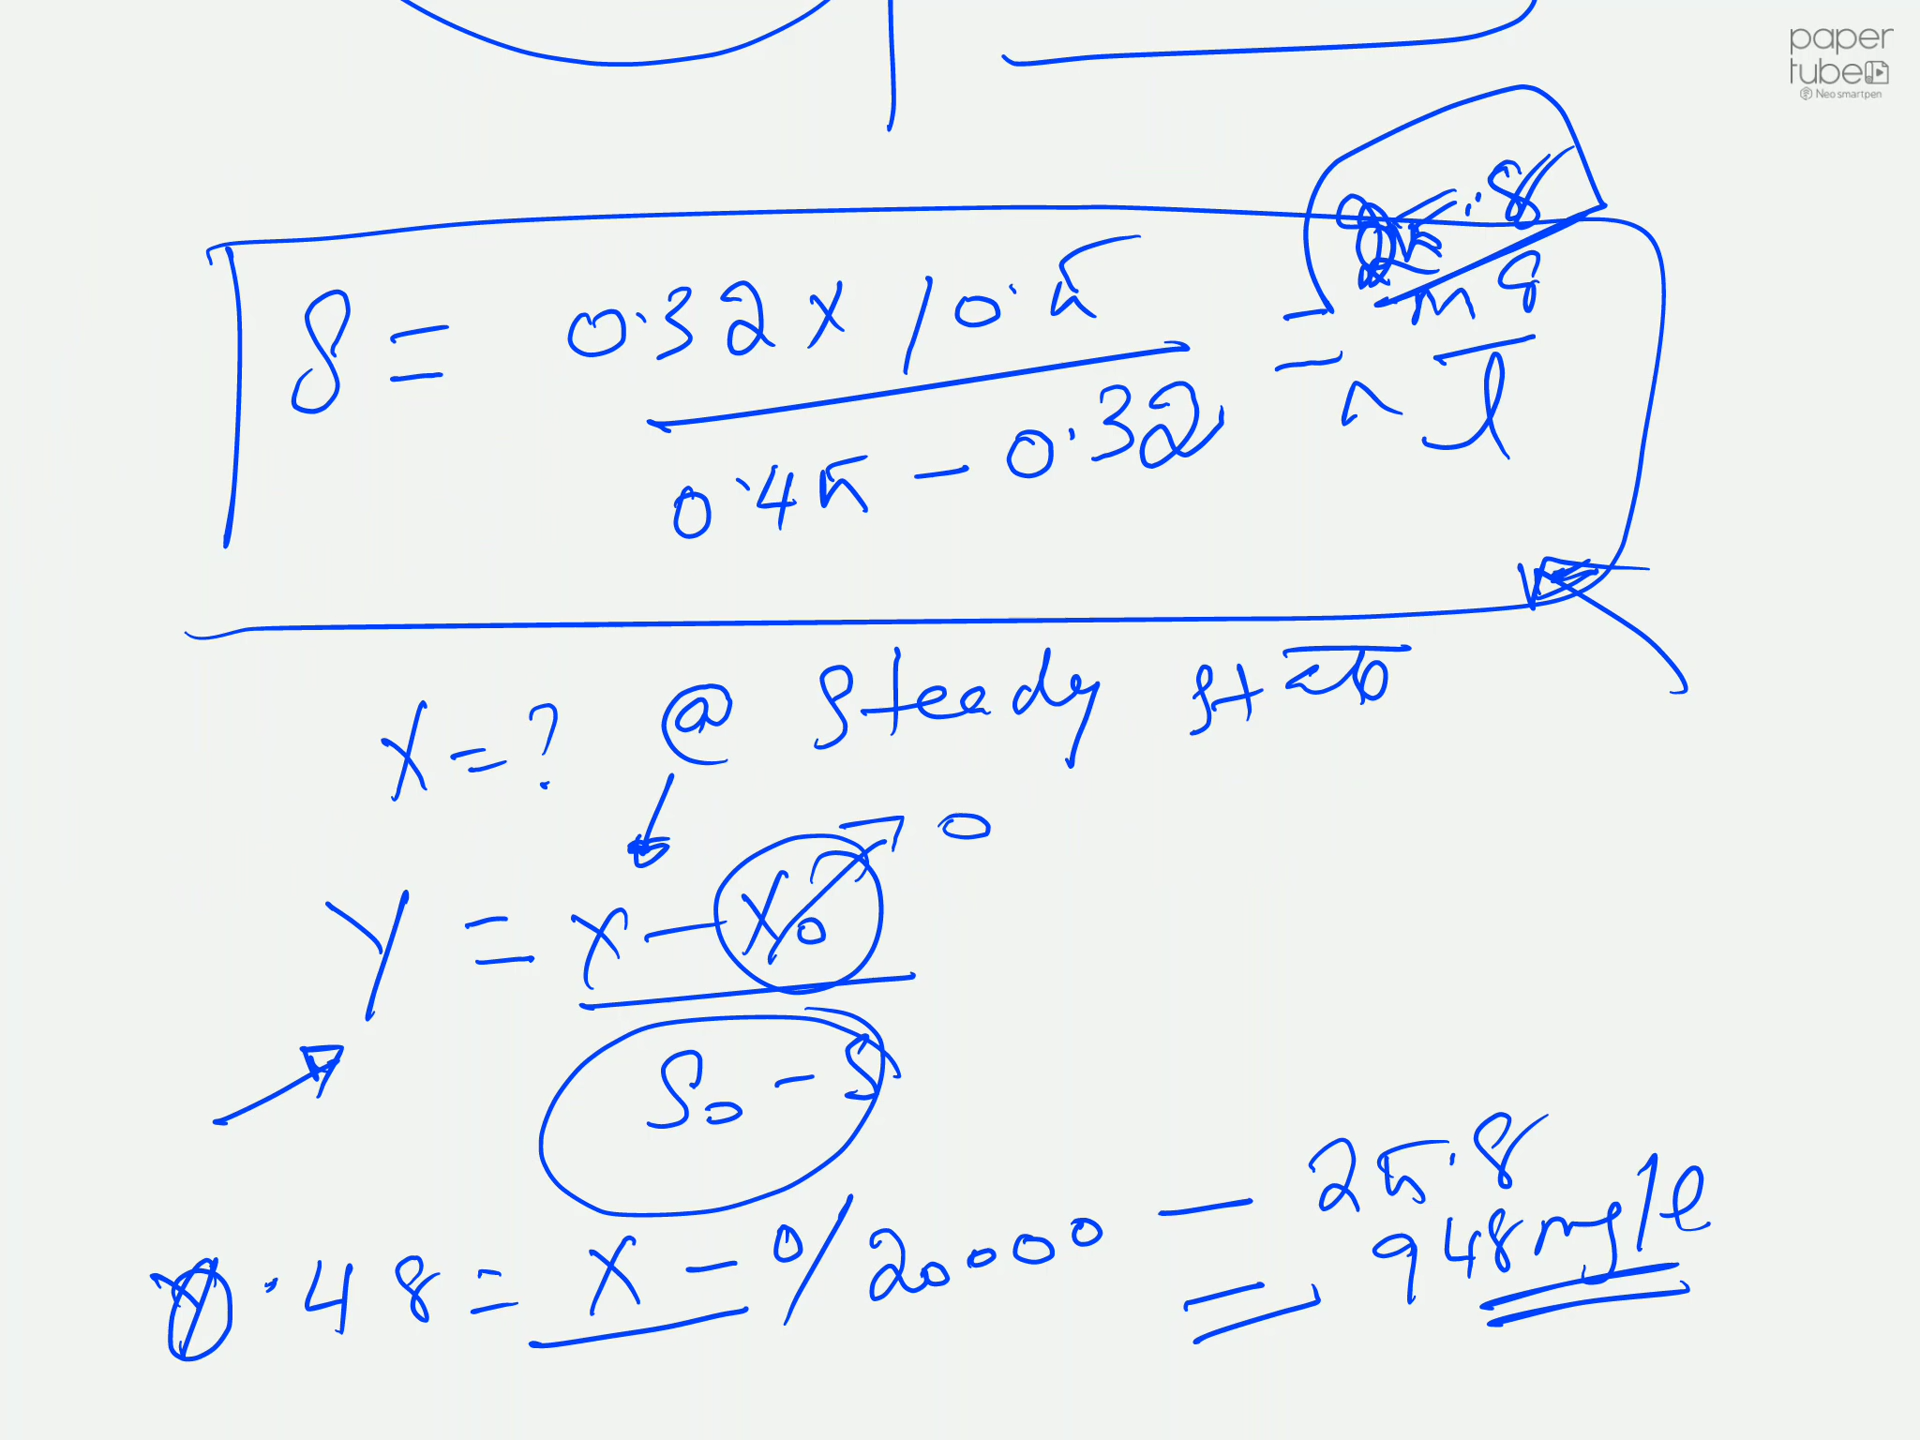 paper
tube
Neo smartpen
25.8
S = 0.32 x 10.5 = mg
0.45 - 0.32 l
X = ? @ steady state
Y = x - X0 → 0
S0 - S
0.48 = X - 0 / 20000 - 25.8
= 948 mg/l